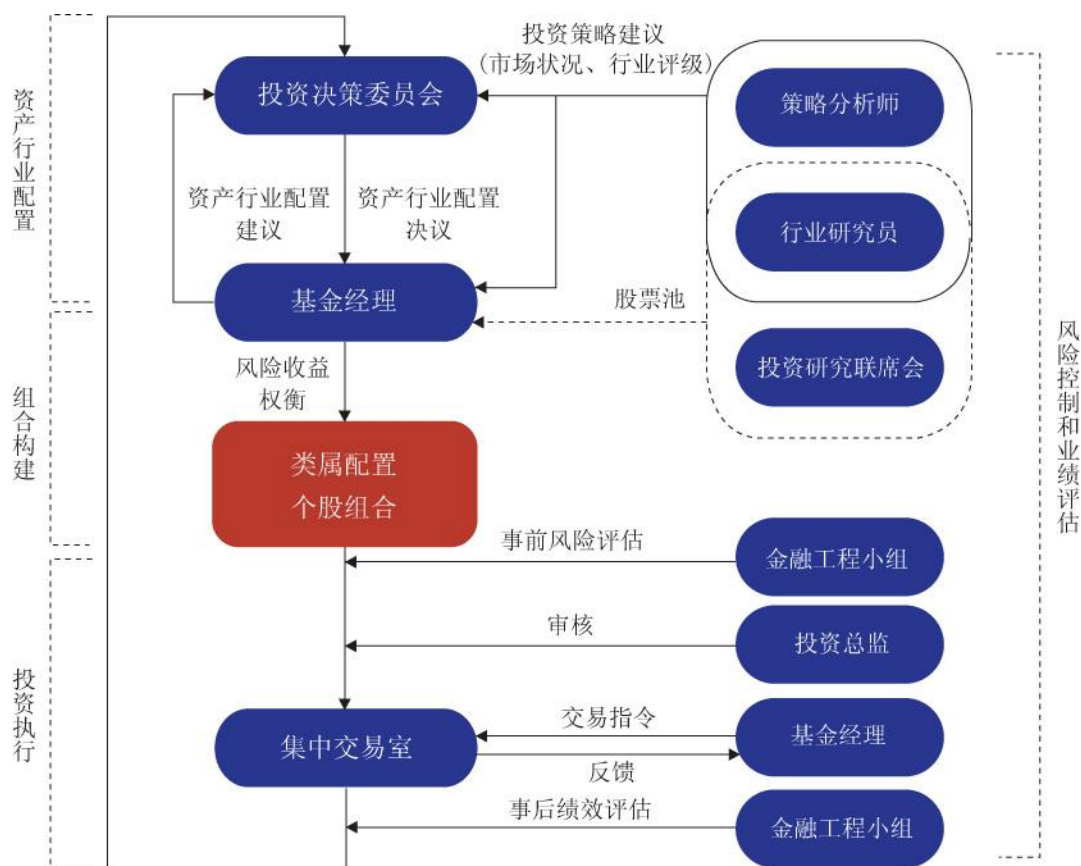 投资策略建议
(市场状况、行业评级)
投资决策委员会
策略分析师
资产行业配置
资产行业配置
建议
资产行业配置
决议
行业研究员
基金经理
股票池
投资研究联席会
风险收益
权衡
组合构建
类属配置
个股组合
风险控制和业绩评估
事前风险评估
金融工程小组
审核
投资总监
投资执行
集中交易室
交易指令
反馈
基金经理
事后绩效评估
金融工程小组